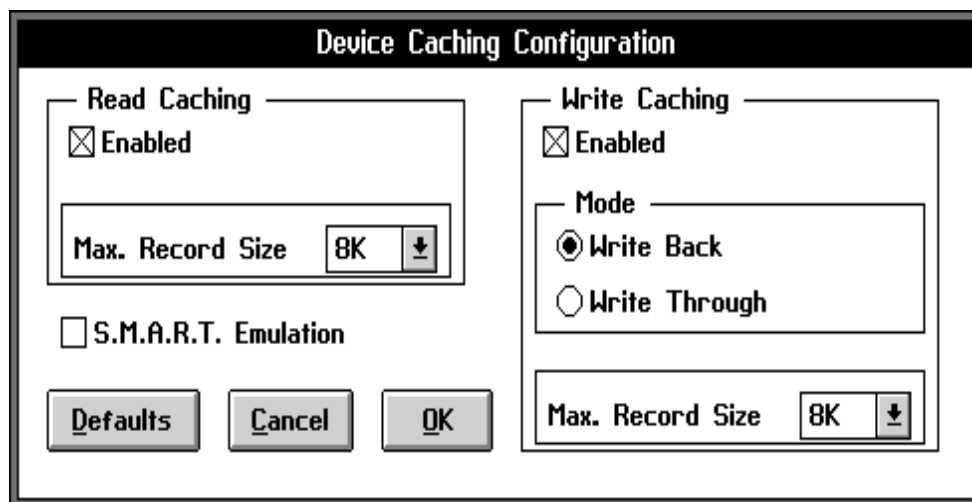 Device Caching Configuration
Read Caching
Enabled
Max. Record Size 8K
S.M.A.R.T. Emulation
Defaults Cancel OK
Write Caching
Enabled
Mode
Write Back
Write Through
Max. Record Size 8K